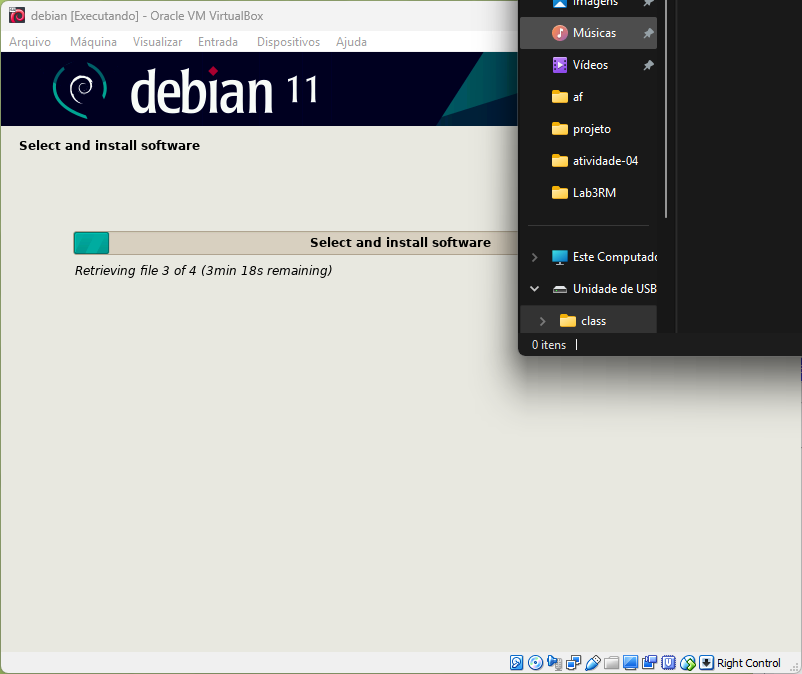 debian [Executando] - Oracle VM VirtualBox
Arquivo Máquina Visualizar Entrada Dispositivos Ajuda
debian 11
Select and install software
Select and install software
Retrieving file 3 of 4 (3min 18s remaining)
Imagens
Músicas
Vídeos
af
projeto
atividade-04
Lab3RM
Este Computado
Unidade de USB
class
0 itens
Right Control